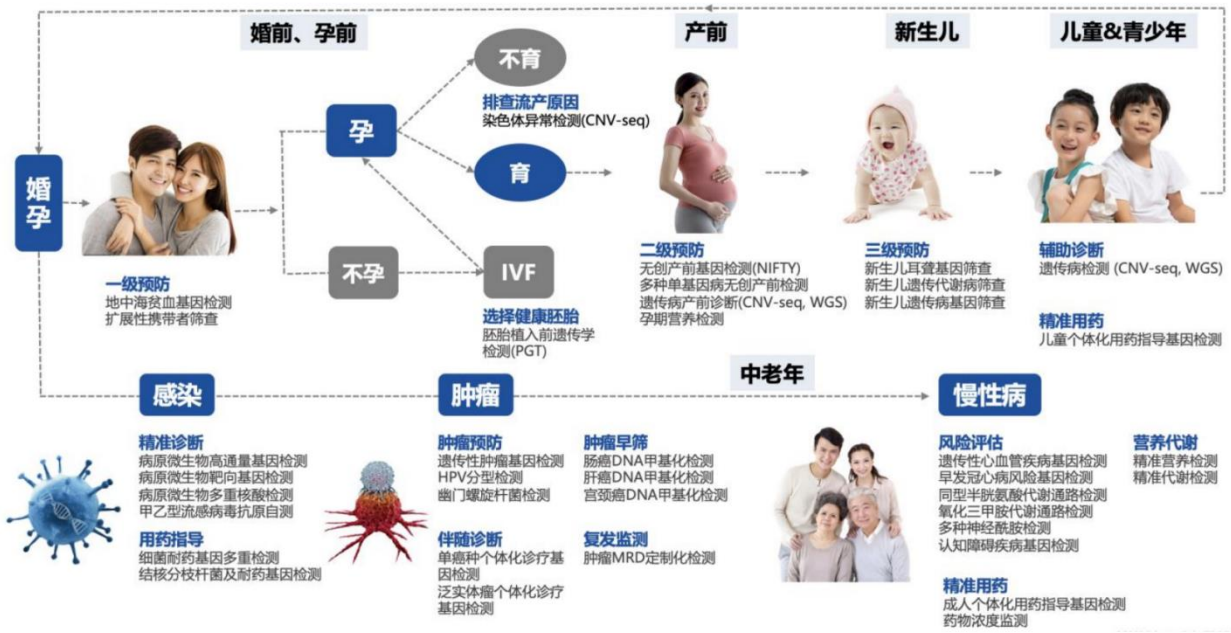 婚前、孕前
产前
新生儿
儿童&青少年
婚
孕
一级预防
地中海贫血基因检测
扩展性携带者筛查
孕
不孕
不育
排查流产原因
染色体异常检测(CNV-seq)
育
IVF
选择健康胚胎
胚胎植入前遗传学
检测(PGT)
二级预防
无创产前基因检测(NIFTY)
多种单基因病无创产前检测
遗传病产前诊断(CNV-seq, WGS)
孕期营养检测
三级预防
新生儿耳聋基因筛查
新生儿遗传代谢病筛查
新生儿遗传病基因筛查
辅助诊断
遗传病检测 (CNV-seq, WGS)
精准用药
儿童个体化用药指导基因检测
中老年
感染
精准诊断
病原微生物高通量基因检测
病原微生物靶向基因检测
病原微生物多重核酸检测
甲乙型流感病毒抗原自测
用药指导
细菌耐药基因多重检测
结核分枝杆菌及耐药基因检测
肿瘤
肿瘤预防
遗传性肿瘤基因检测
HPV分型检测
幽门螺旋杆菌检测
伴随诊断
单癌种个体化诊疗基
因检测
泛实体瘤个体化诊疗
基因检测
肿瘤早筛
肠癌DNA甲基化检测
肝癌DNA甲基化检测
宫颈癌DNA甲基化检测
复发监测
肿瘤MRD定制化检测
慢性病
风险评估
遗传性心血管疾病基因检测
早发冠心病风险基因检测
同型半胱氨酸代谢通路检测
氧化三甲胺代谢通路检测
多种神经酰胺检测
认知障碍疾病基因检测
精准用药
成人个体化用药指导基因检测
药物浓度监测
营养代谢
精准营养检测
精准代谢检测